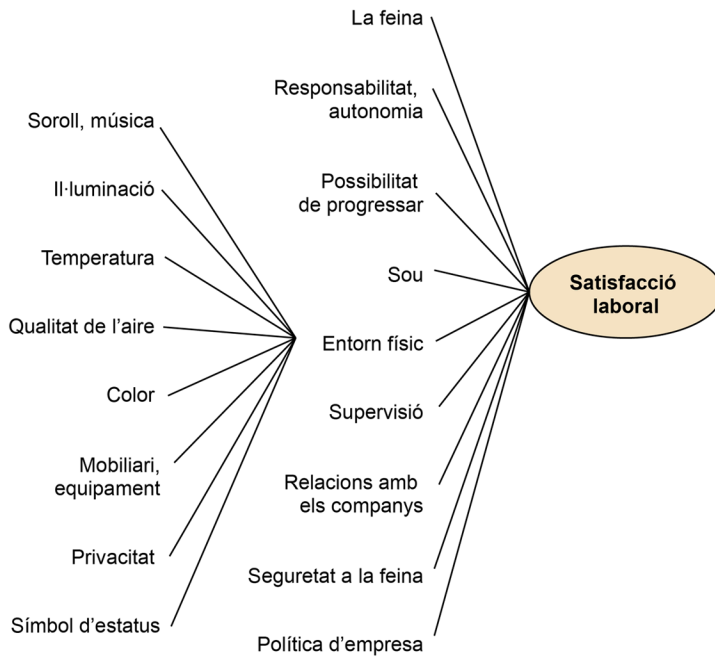 Soroll, música
Il·luminació
Temperatura
Qualitat de l’aire
Color
Mobiliari,
equipament
Privacitat
Símbol d’estatus
La feina
Responsabilitat,
autonomia
Possibilitat
de progressar
Sou
Entorn físic
Supervisió
Relacions amb
els companys
Seguretat a la feina
Política d’empresa
Satisfacció
laboral